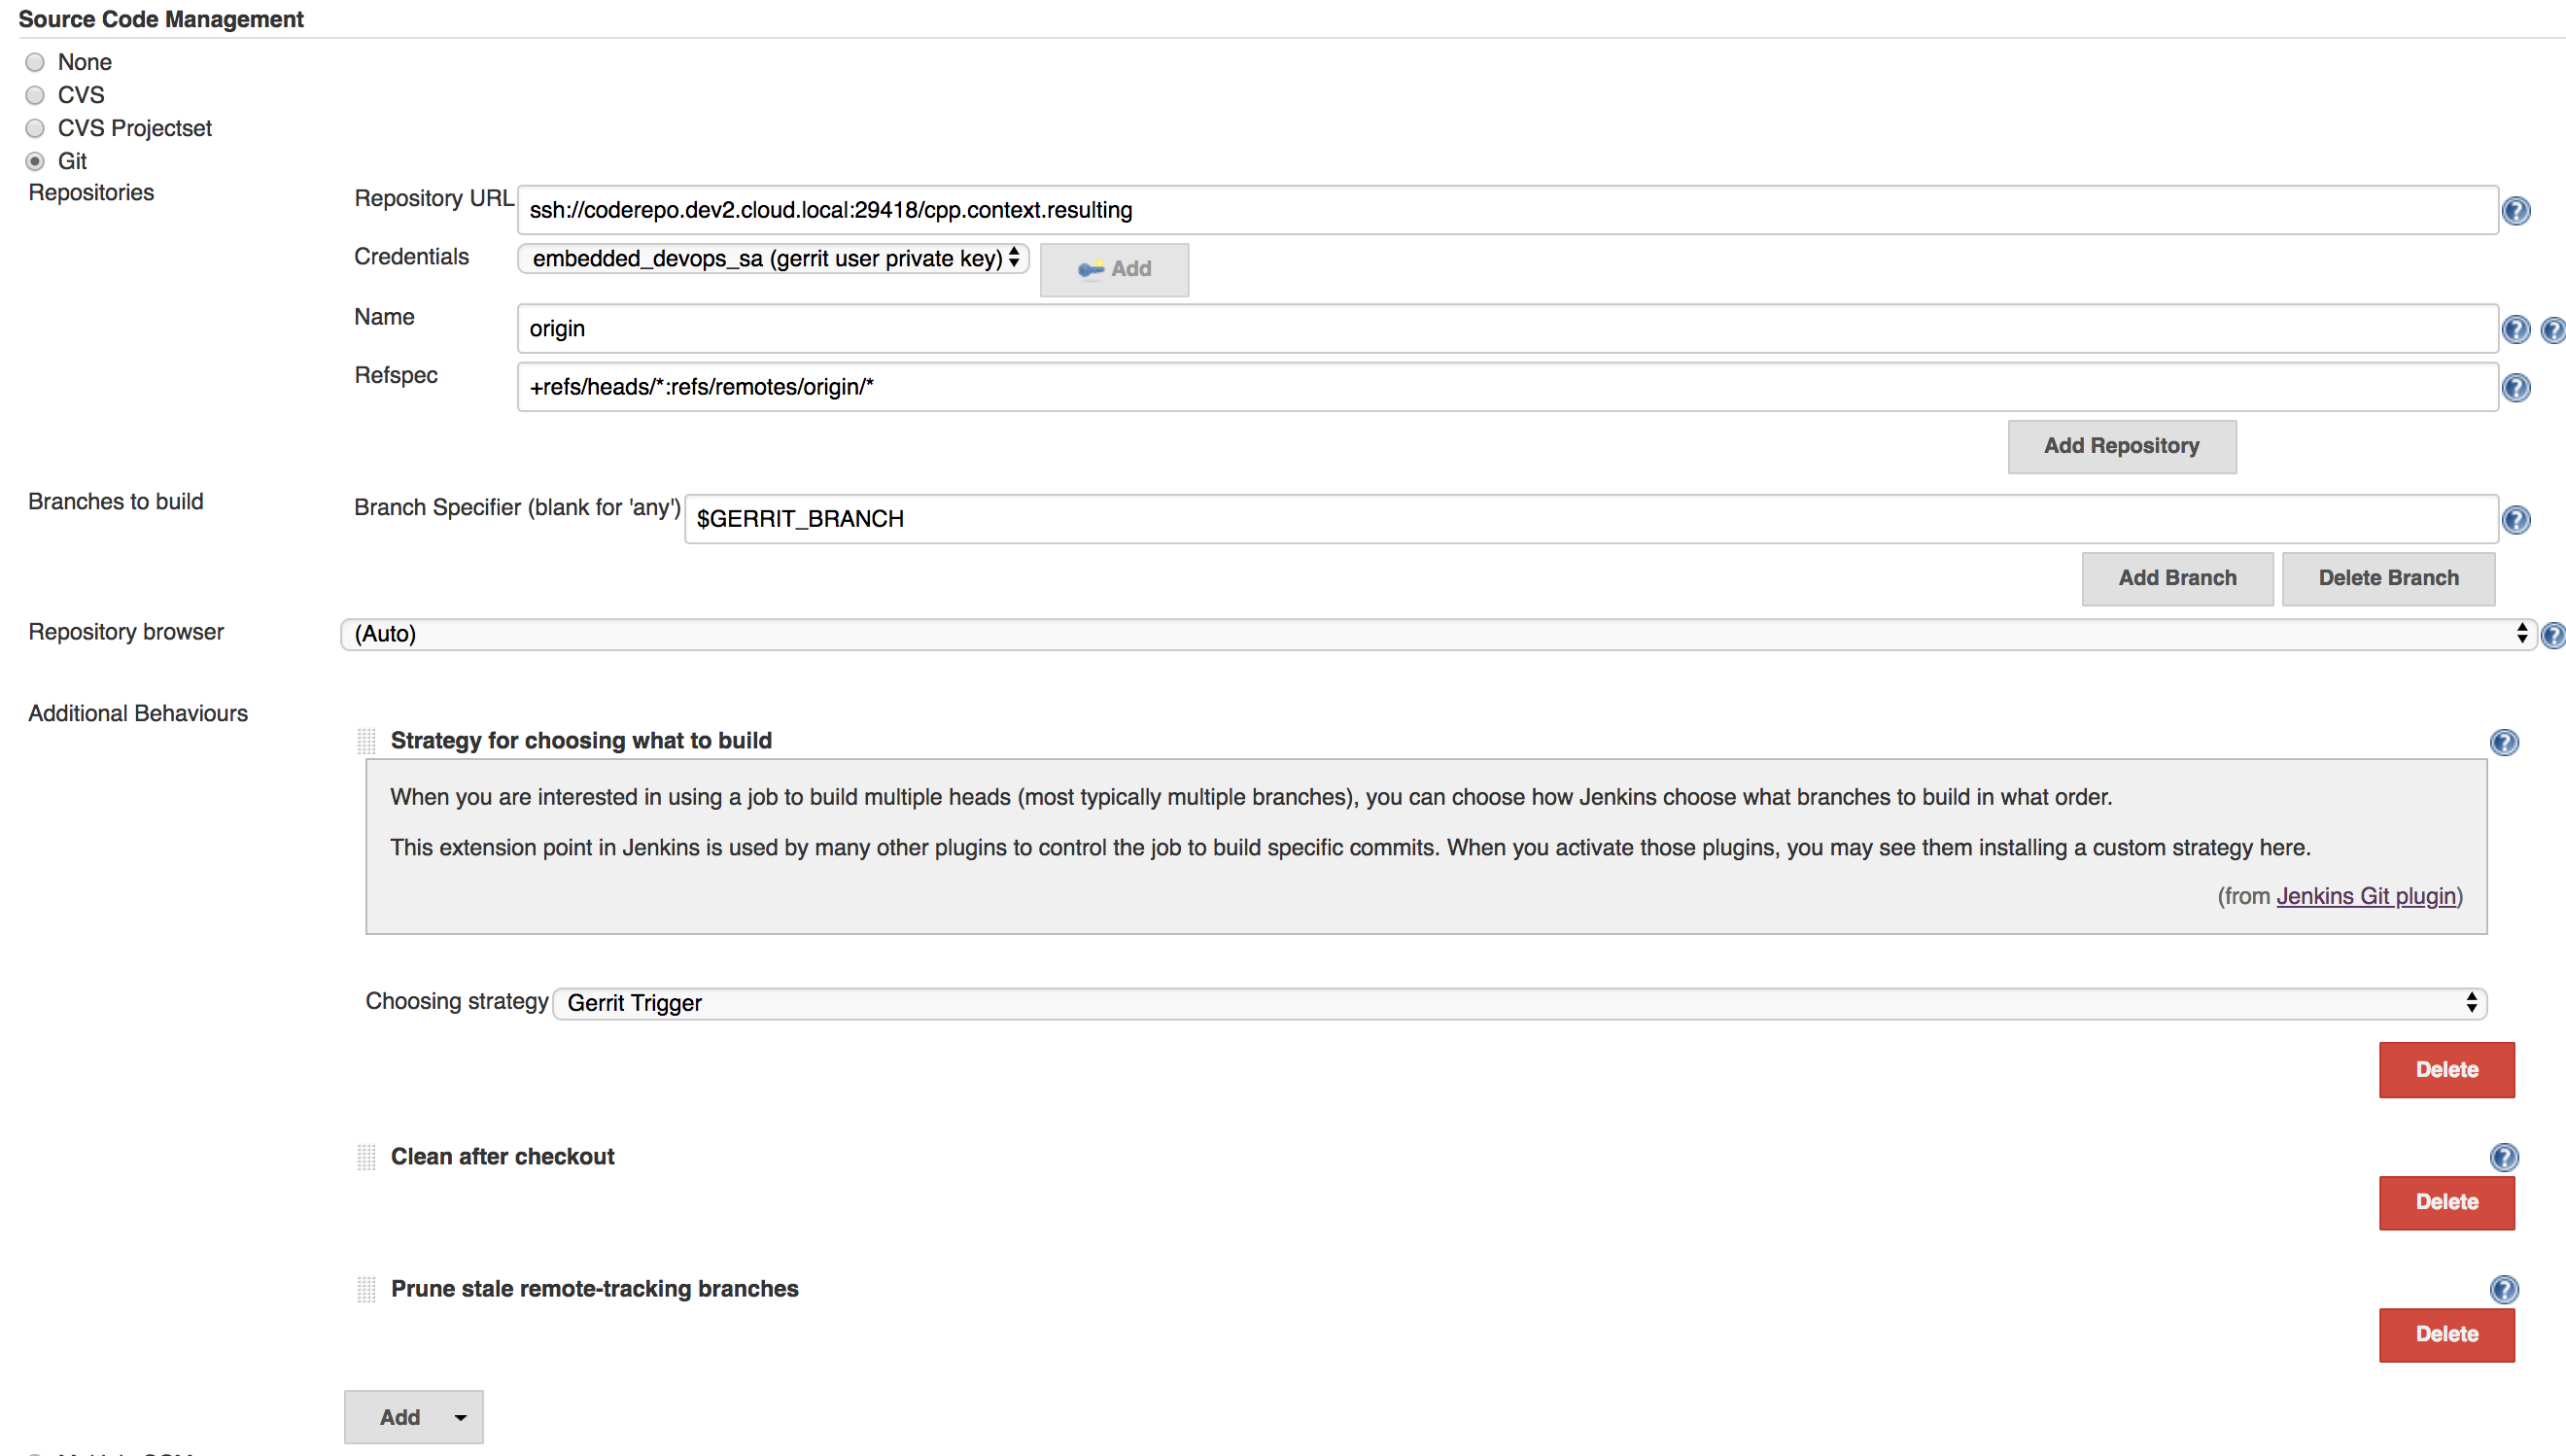 Source Code Management
None
CVS
CVS Projectset
Git
Repositories
Repository URL ssh://coderepo.dev2.cloud.local:29418/cpp.context.resulting
Credentials embedded_devops_sa (gerrit user private key) Add
Name origin
Refspec +refs/heads/*:refs/remotes/origin/*
Add Repository
Branches to build Branch Specifier (blank for 'any') $GERRIT_BRANCH
Add Branch Delete Branch
Repository browser (Auto)
Additional Behaviours
Strategy for choosing what to build
When you are interested in using a job to build multiple heads (most typically multiple branches), you can choose how Jenkins choose what branches to build in what order.
This extension point in Jenkins is used by many other plugins to control the job to build specific commits. When you activate those plugins, you may see them installing a custom strategy here.
(from Jenkins Git plugin)
Choosing strategy Gerrit Trigger
Delete
Clean after checkout
Delete
Prune stale remote-tracking branches
Delete
Add